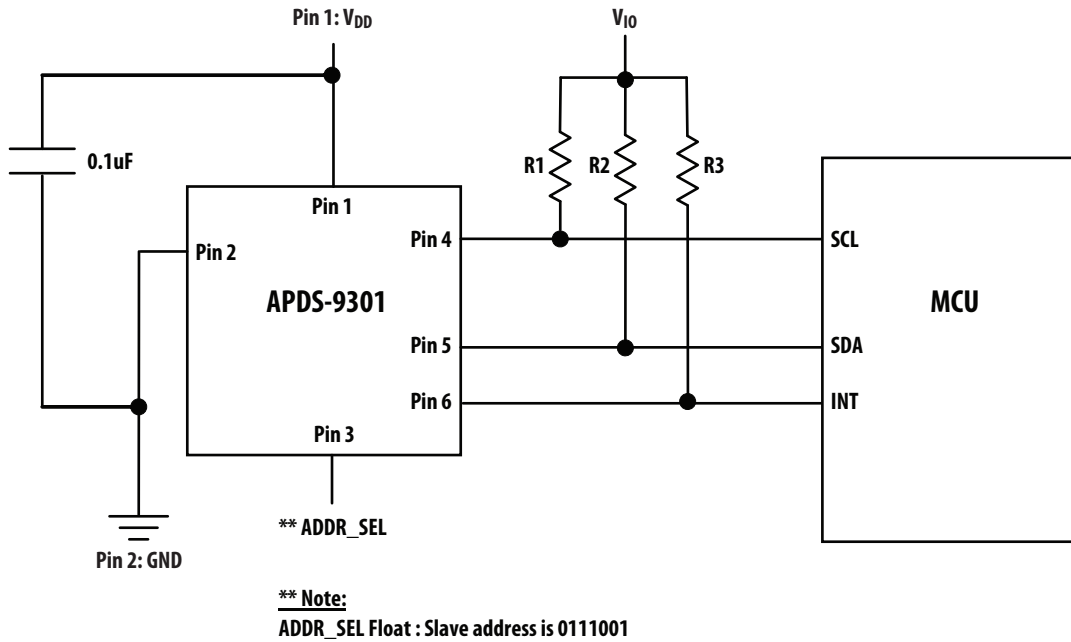 Pin 1: VDD
VIO
0.1uF
R1
R2
R3
Pin 1
Pin 2
Pin 4
SCL
APDS-9301
MCU
Pin 5
SDA
Pin 6
INT
Pin 3
** ADDR_SEL
Pin 2: GND
** Note:
ADDR_SEL Float : Slave address is 0111001